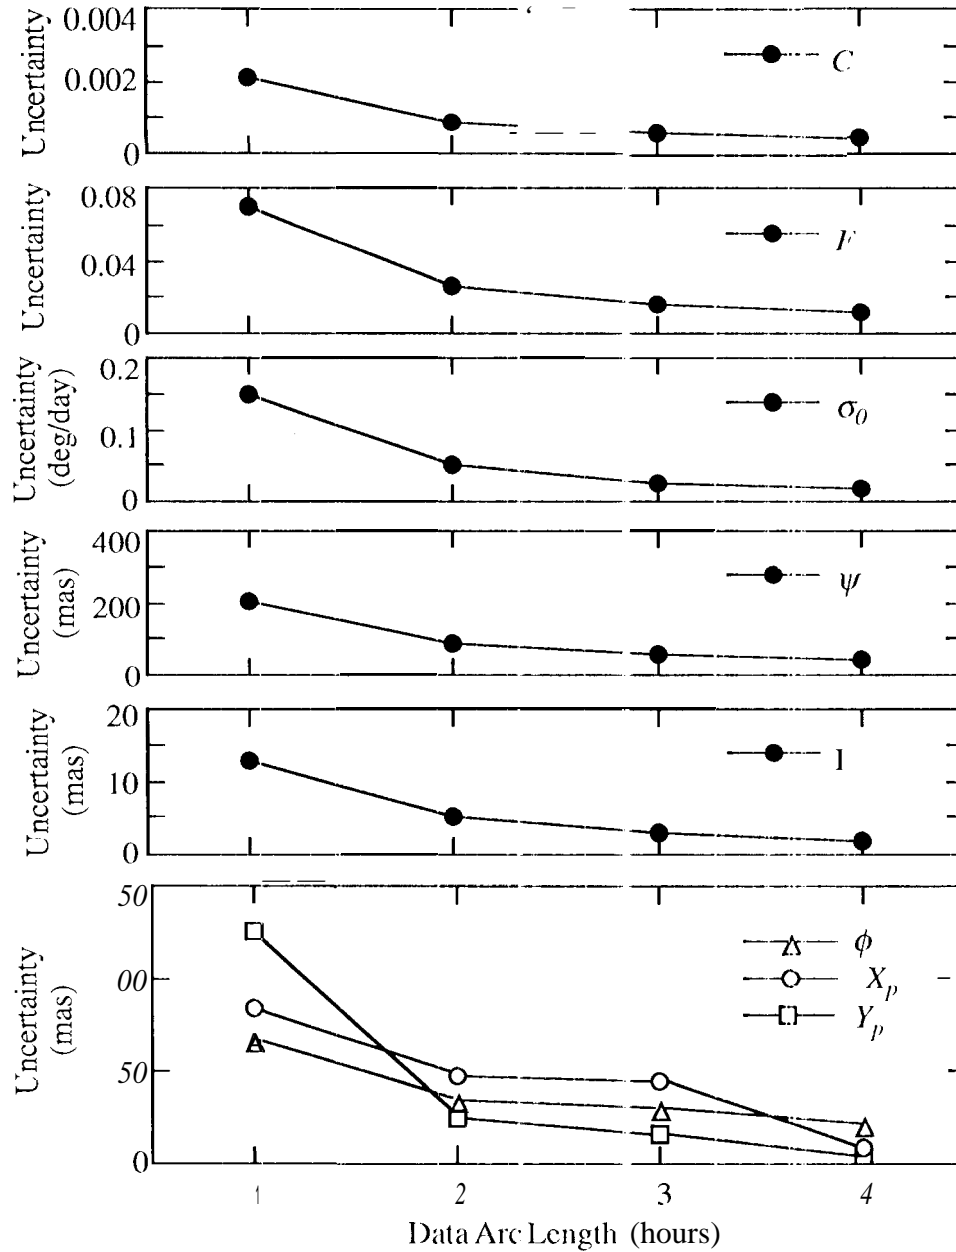 0.004
0.002
0
Uncertainty
C
0.08
0.04
0
Uncertainty
F
0.2
0.1
0
Uncertainty
(deg/day)
σ0
400
200
0
Uncertainty
(mas)
ψ
20
10
0
Uncertainty
(mas)
I
50
00
50
0
Uncertainty
(mas)
ϕ
Xp
Yp
1 2 3 4
Data Arc Length (hours)